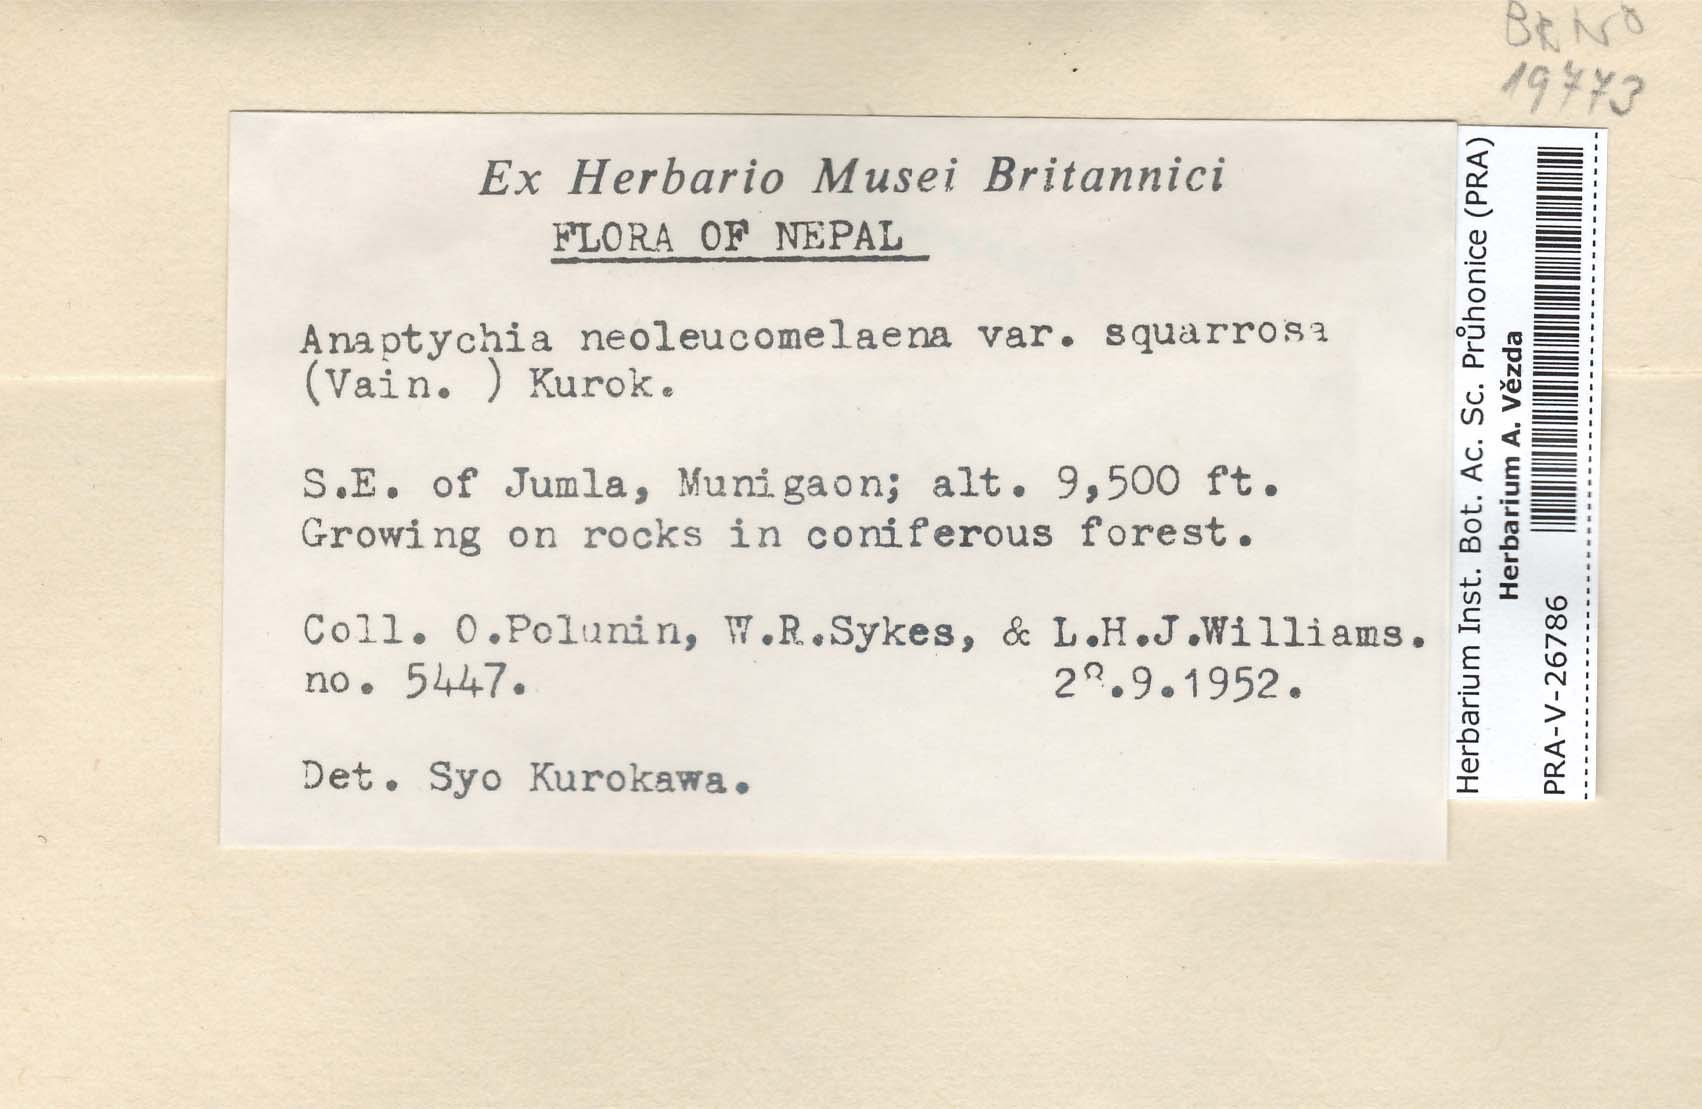 BRNO
19773
Ex Herbario Musei Britannici
FLORA OF NEPAL
Anaptychia neoleucomelaena var. squarrosa
(Vain. ) Kurok.
S.E. of Jumla, Munigaon; alt. 9,500 ft.
Growing on rocks in coniferous forest.
Coll. O.Polunin, W.R.Sykes, & L.H.J.Williams.
no. 5447.
.9.1952.
Det. Syo Kurokawa.
Herbarium Inst. Bot. Ac. Sc. Průhonice (PRA)
Herbarium A. Vězda
PRA-V-26786